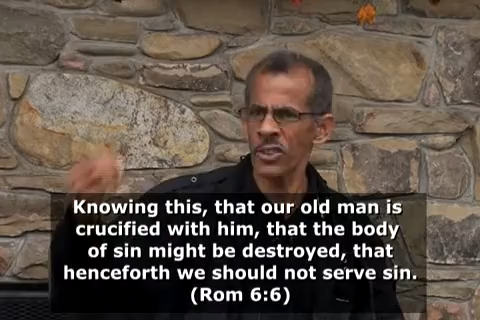 Knowing this, that our old man is
crucified with him, that the body
of sin might be destroyed, that
henceforth we should not serve sin.
(Rom 6:6)